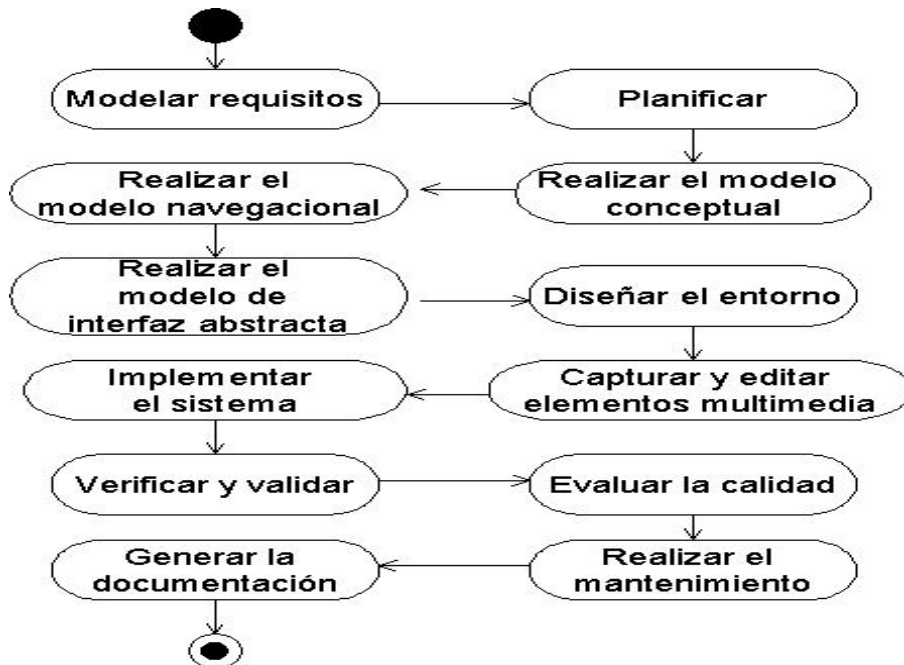 Modelar requisitos
Planificar
Realizar el modelo
conceptual
Realizar el
modelo navegacional
Realizar el
modelo de
interfaz abstracta
Diseñar el entorno
Capturar y editar
elementos multimedia
Implementar
el sistema
Verificar y validar
Evaluar la calidad
Realizar el
mantenimiento
Generar la
documentación